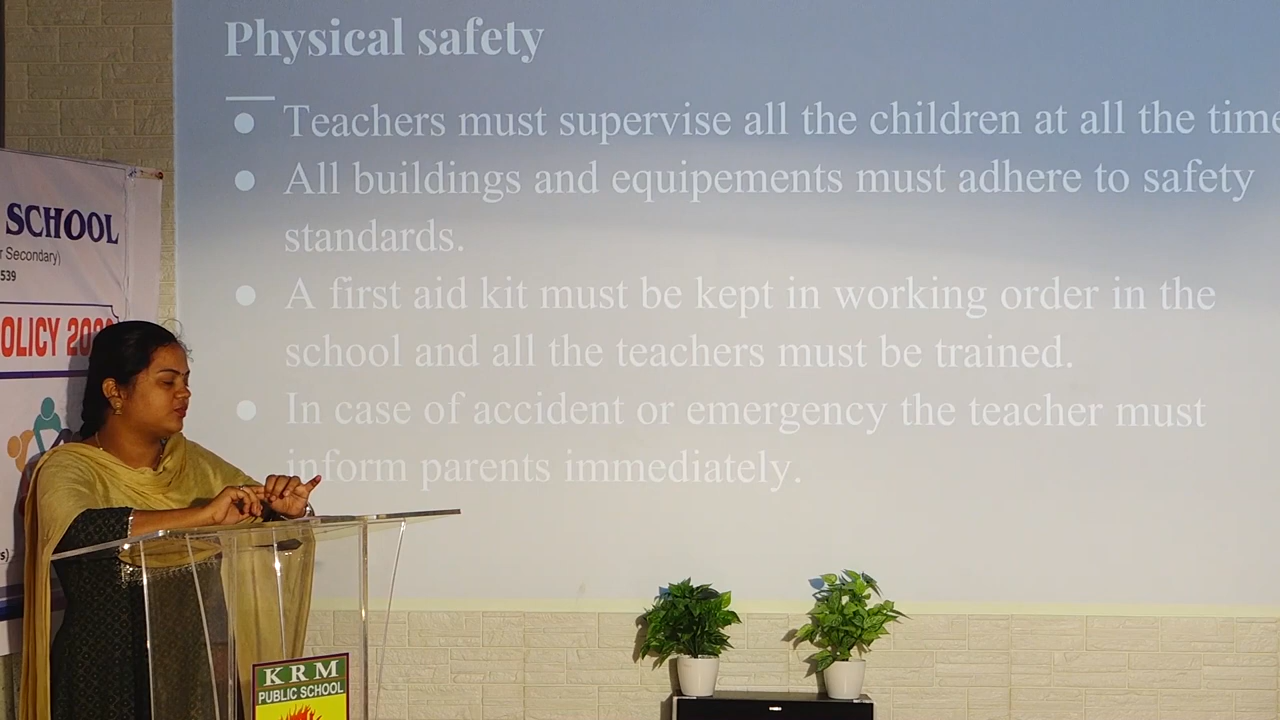 Physical safety
● Teachers must supervise all the children at all the time
● All buildings and equipements must adhere to safety
standards.
● A first aid kit must be kept in working order in the
school and all the teachers must be trained.
● In case of accident or emergency the teacher must
inform parents immediately.
SCHOOL
r Secondary)
539
OLICY
s)
KRM
PUBLIC SCHOOL